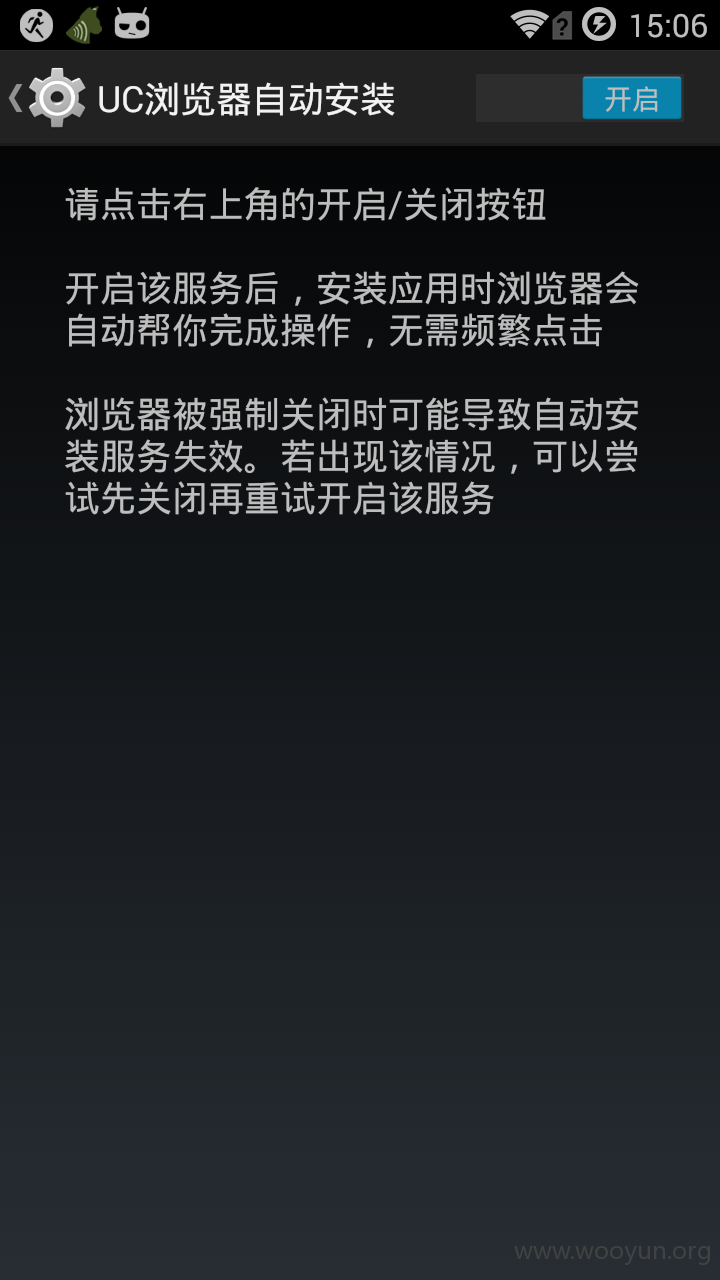 15:06
UC浏览器自动安装
开启
请点击右上角的开启/关闭按钮
开启该服务后，安装应用时浏览器会
自动帮你完成操作，无需频繁点击
浏览器被强制关闭时可能导致自动安
装服务失效。若出现该情况，可以尝
试先关闭再重试开启该服务
www.wooyun.org